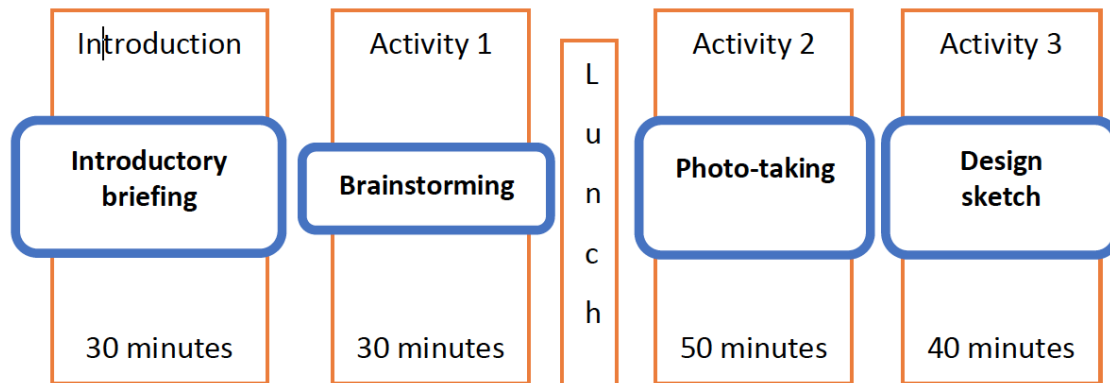 Introduction
Introductory
briefing
30 minutes
Activity 1
Brainstorming
30 minutes
L
u
n
c
h
Activity 2
Photo-taking
50 minutes
Activity 3
Design
sketch
40 minutes